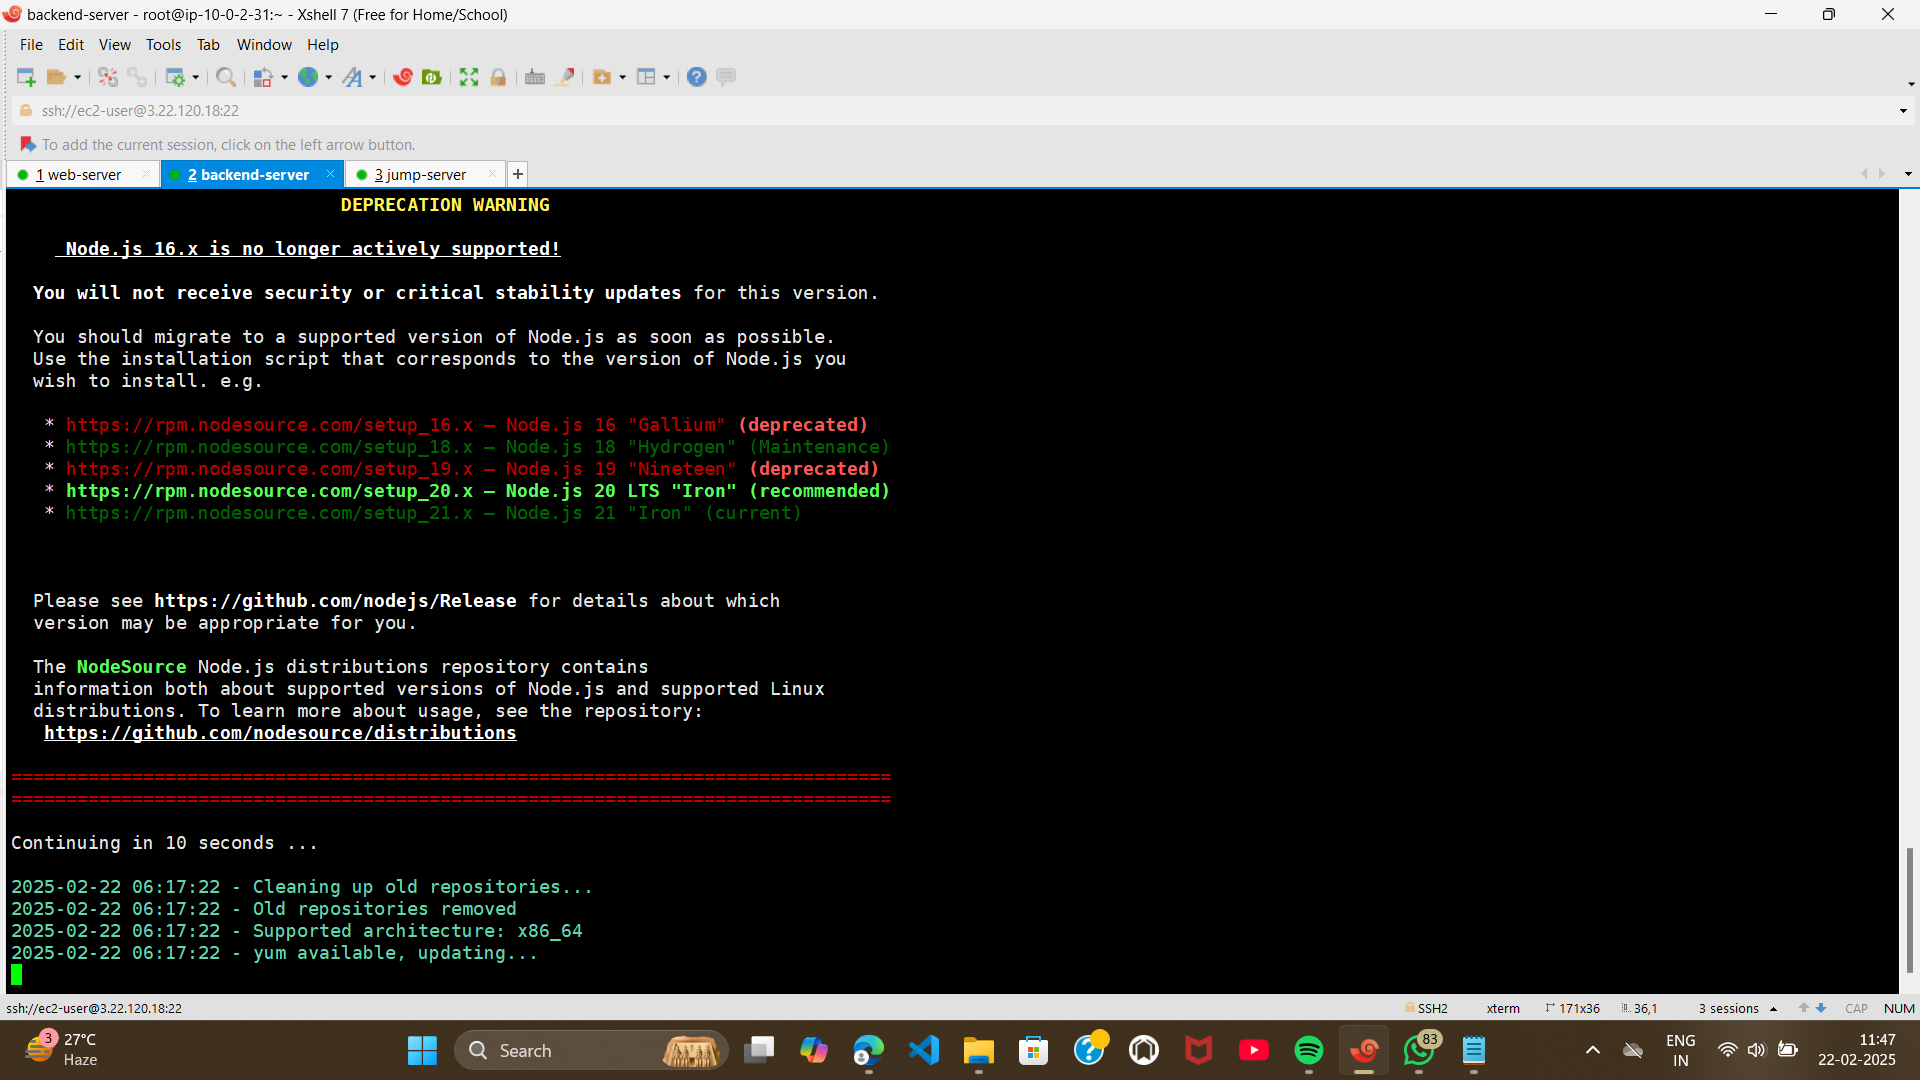 backend-server - root@ip-10-0-2-31:~ - Xshell 7 (Free for Home/School)
File Edit View Tools Tab Window Help
ssh://ec2-user@3.22.120.18:22
To add the current session, click on the left arrow button.
1 web-server 2 backend-server 3 jump-server
DEPRECATION WARNING
Node.js 16.x is no longer actively supported!
You will not receive security or critical stability updates for this version.
You should migrate to a supported version of Node.js as soon as possible.
Use the installation script that corresponds to the version of Node.js you
wish to install. e.g.
* https://rpm.nodesource.com/setup_16.x — Node.js 16 "Gallium" (deprecated)
* https://rpm.nodesource.com/setup_18.x — Node.js 18 "Hydrogen" (Maintenance)
* https://rpm.nodesource.com/setup_19.x — Node.js 19 "Nineteen" (deprecated)
* https://rpm.nodesource.com/setup_20.x — Node.js 20 LTS "Iron" (recommended)
* https://rpm.nodesource.com/setup_21.x — Node.js 21 "Iron" (current)
Please see https://github.com/nodejs/Release for details about which
version may be appropriate for you.
The NodeSource Node.js distributions repository contains
information both about supported versions of Node.js and supported Linux
distributions. To learn more about usage, see the repository:
https://github.com/nodesource/distributions
================================================================================
================================================================================
Continuing in 10 seconds ...
2025-02-22 06:17:22 - Cleaning up old repositories...
2025-02-22 06:17:22 - Old repositories removed
2025-02-22 06:17:22 - Supported architecture: x86_64
2025-02-22 06:17:22 - yum available, updating...
ssh://ec2-user@3.22.120.18:22 SSH2 xterm 171x36 36,1 3 sessions CAP NUM
3 27°C
Haze
Search
83
ENG
IN
11:47
22-02-2025